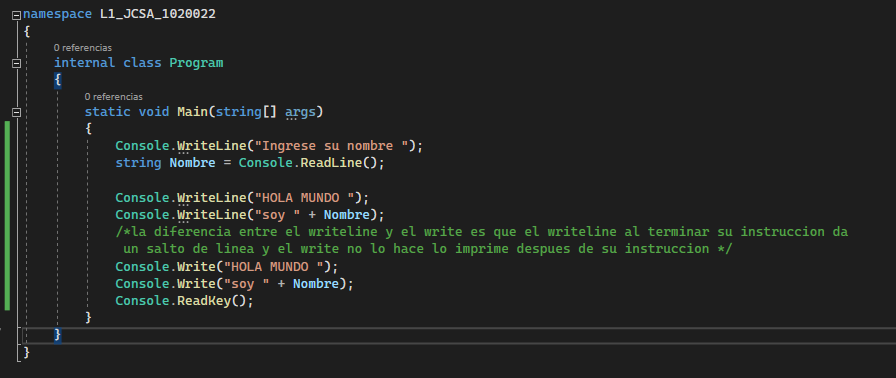 namespace L1_JCSA_1020022
{
0 referencias
internal class Program
{
0 referencias
static void Main(string[] args)
{
Console.WriteLine("Ingrese su nombre ");
string Nombre = Console.ReadLine();
Console.WriteLine("HOLA MUNDO ");
Console.WriteLine("soy " + Nombre);
/*la diferencia entre el writeline y el write es que el writeline al terminar su instruccion da
un salto de linea y el write no lo hace lo imprime despues de su instruccion */
Console.Write("HOLA MUNDO ");
Console.Write("soy " + Nombre);
Console.ReadKey();
}
}
}